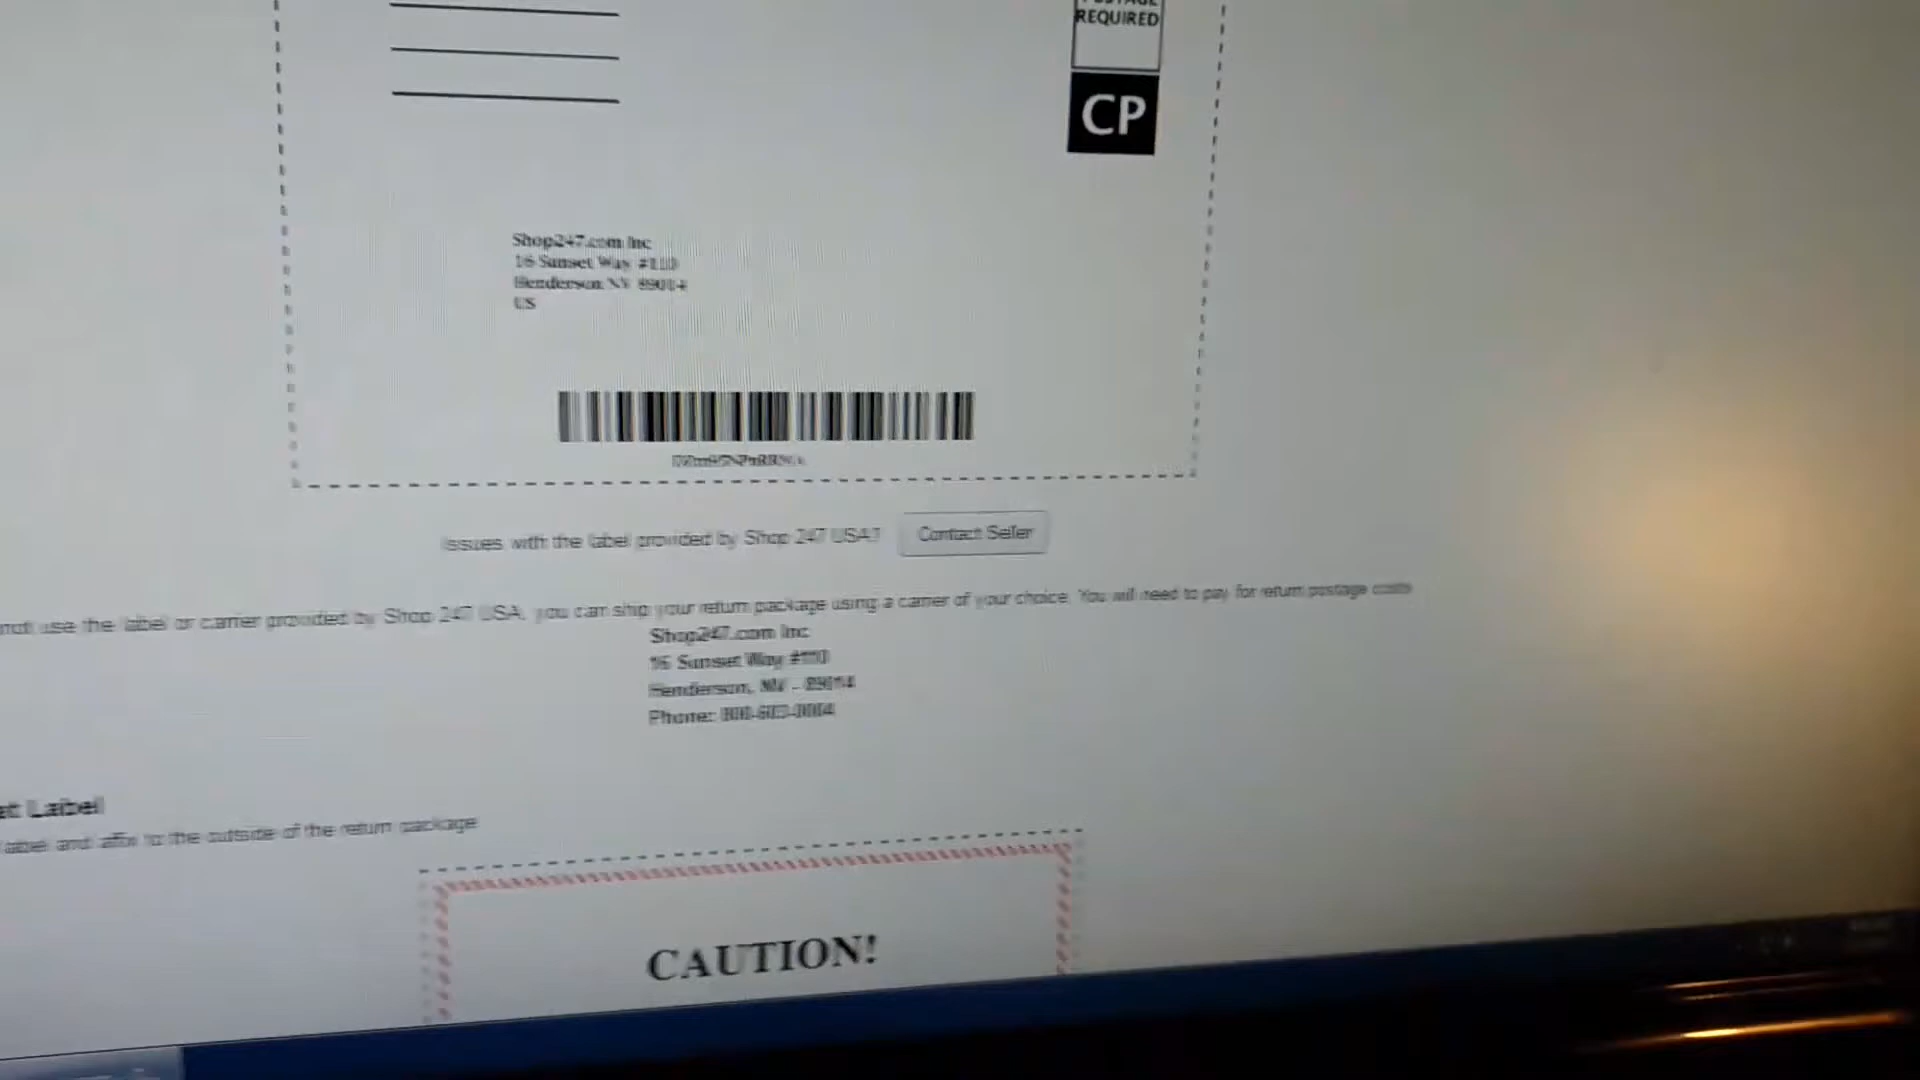 POSTAGE
REQUIRED
CP
Shop247.com Inc
16 Sunset Way #110
Henderson NV 89014
US
Issues with the label provided by Shop 247 USA? Contact Seller
not use the label or carrier provided by Shop 247 USA, you can ship your return package using a carrier of your choice. You will need to pay for return postage costs
Shop247.com Inc
16 Sunset Way #110
Henderson, NV - 89014
Phone:
Label
label and affix to the outside of the return package
CAUTION!